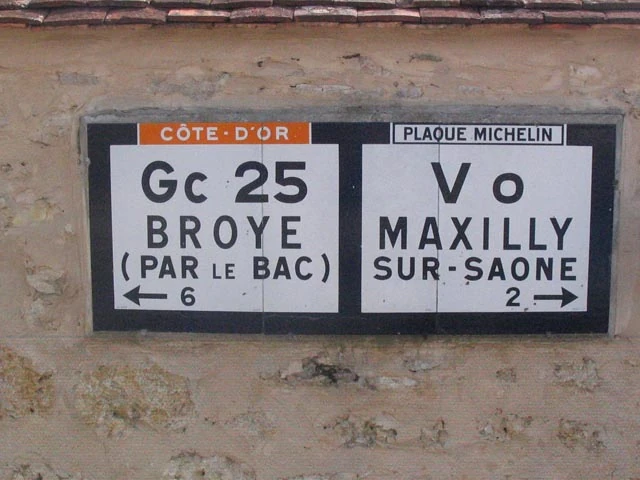 CÔTE·D'OR
Gc 25
BROYE
(PAR LE BAC)
← 6
PLAQUE MICHELIN
Vo
MAXILLY
SUR-SAONE
2 →